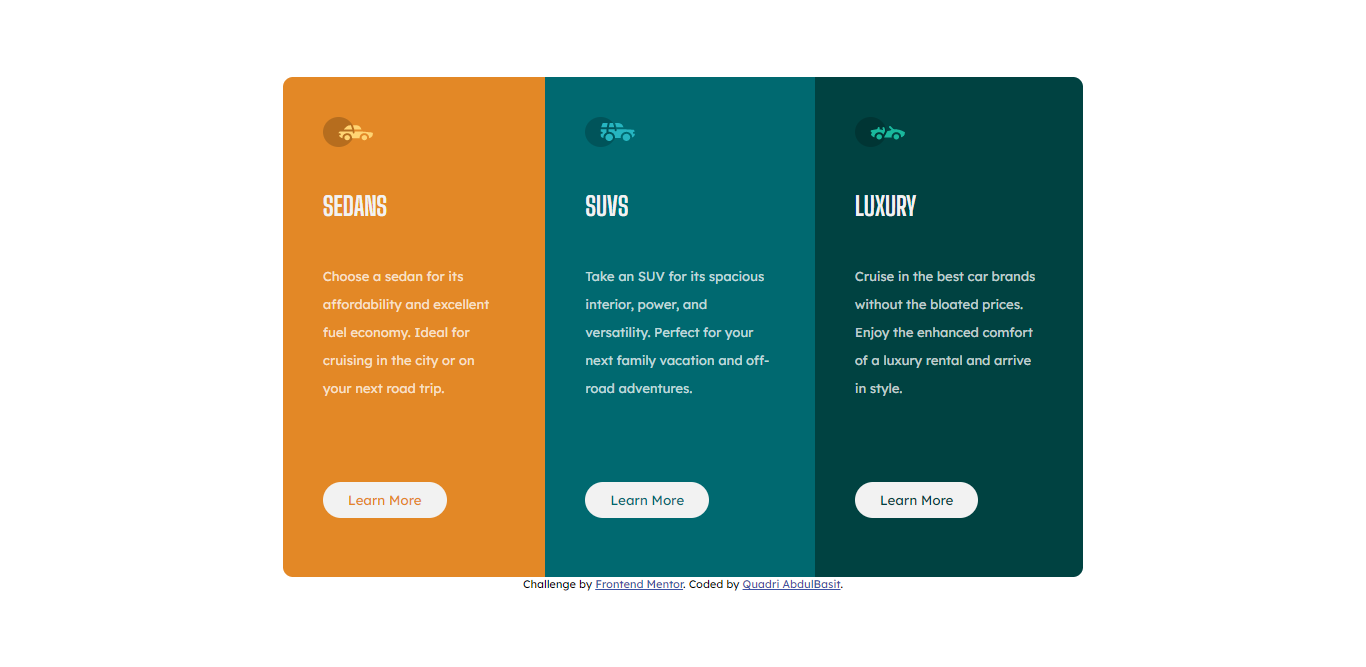 SEDANS
Choose a sedan for its
affordability and excellent
fuel economy. Ideal for
cruising in the city or on
your next road trip.
Learn More
SUVS
Take an SUV for its spacious
interior, power, and
versatility. Perfect for your
next family vacation and off-
road adventures.
Learn More
LUXURY
Cruise in the best car brands
without the bloated prices.
Enjoy the enhanced comfort
of a luxury rental and arrive
in style.
Learn More
Challenge by Frontend Mentor. Coded by Quadri AbdulBasit.